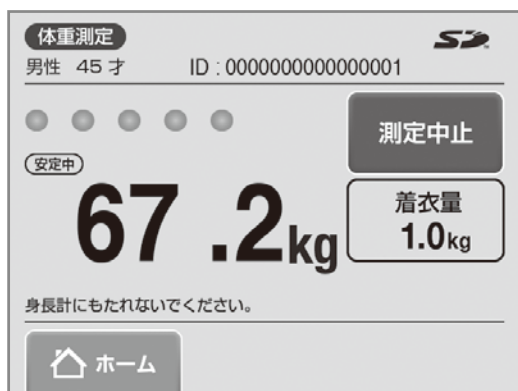 体重測定
SD
男性 45才 ID : 0000000000000001
測定中止
安定中
67.2kg
着衣量
1.0kg
身長計にもたれないでください。
ホーム